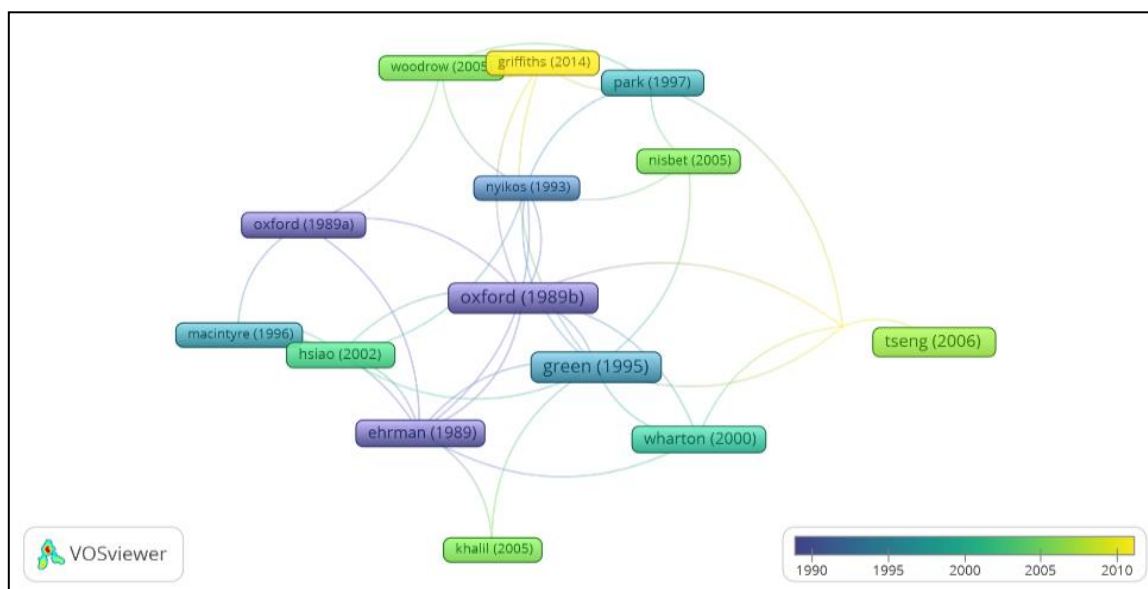 woodrow (2005)
griffiths (2014)
park (1997)
nisbet (2005)
nyikos (1993)
oxford (1989a)
oxford (1989b)
macintyre (1996)
hsiao (2002)
tseng (2006)
green (1995)
ehrman (1989)
wharton (2000)
khalil (2005)
VOSviewer
1990 1995 2000 2005 2010